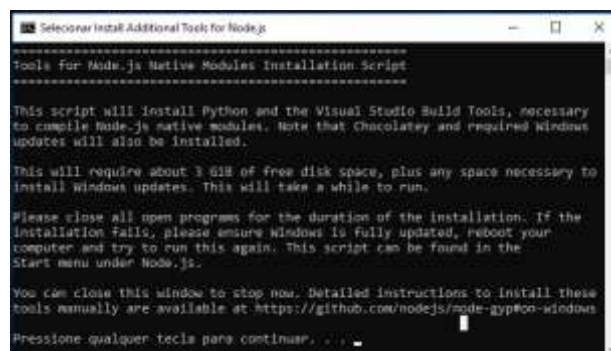 Selecionar Install Additional Tools for Node.js
====================================================
Tools for Node.js Native Modules Installation Script
====================================================
This script will install Python and the Visual Studio Build Tools, necessary
to compile Node.js native modules. Note that Chocolatey and required Windows
updates will also be installed.
This will require about 3 GiB of free disk space, plus any space necessary to
install Windows updates. This will take a while to run.
Please close all open programs for the duration of the installation. If the
installation fails, please ensure Windows is fully updated, reboot your
computer and try to run this again. This script can be found in the
Start menu under Node.js.
You can close this window to stop now. Detailed instructions to install these
tools manually are available at https://github.com/nodejs/node-gyp#on-windows
Pressione qualquer tecla para continuar. . .